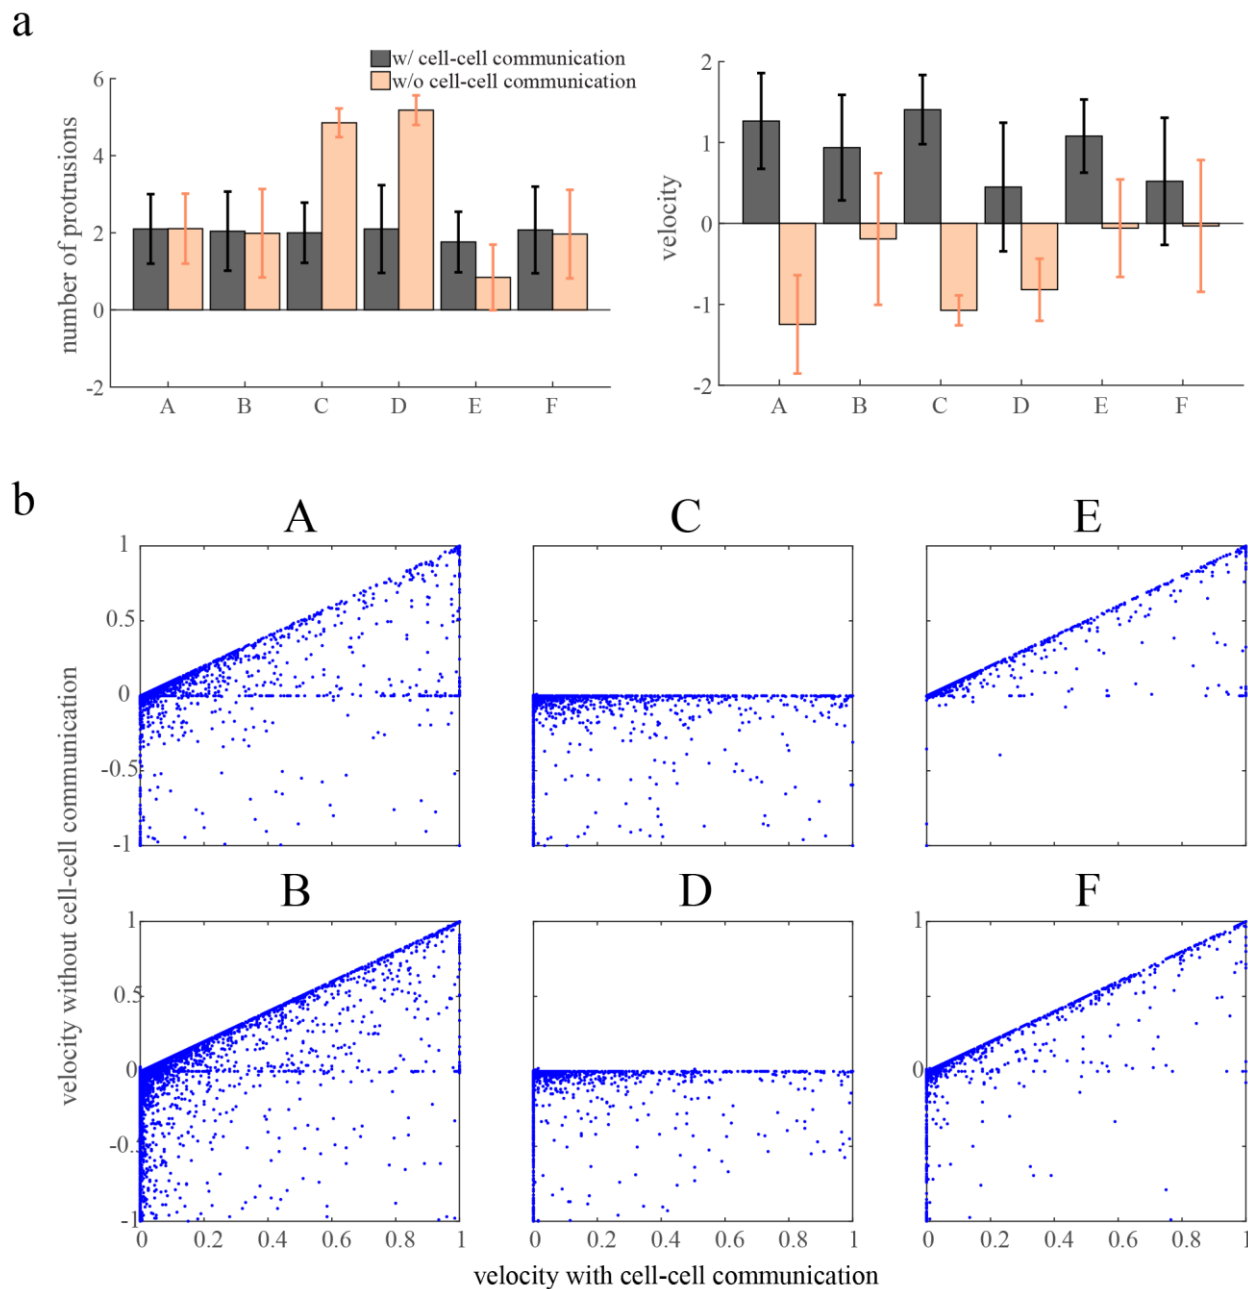 a
w/ cell-cell communication
w/o cell-cell communication
number of protrusions
6
4
2
0
-2
A B C D E F
velocity
2
1
0
-1
-2
A B C D E F
b
A C E
velocity without cell-cell communication
1
0.5
0
-0.5
-1
B D F
1
0.5
0
-0.5
-1
1
0
0 0.2 0.4 0.6 0.8 1
0 0.2 0.4 0.6 0.8 1
0 0.2 0.4 0.6 0.8 1
velocity with cell-cell communication